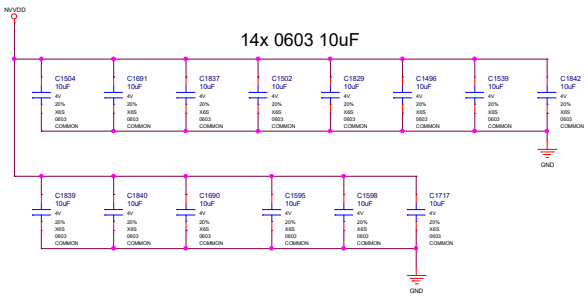 NVVDD
14x 0603 10uF
C1504
10uF
4V
20%
X6S
0603
COMMON
C1691
10uF
4V
20%
X6S
0603
COMMON
C1837
10uF
4V
20%
X6S
0603
COMMON
C1502
10uF
4V
20%
X6S
0603
COMMON
C1829
10uF
4V
20%
X6S
0603
COMMON
C1496
10uF
4V
20%
X6S
0603
COMMON
C1539
10uF
4V
20%
X6S
0603
COMMON
C1842
10uF
4V
20%
X6S
0603
COMMON
GND
C1839
10uF
4V
20%
X6S
0603
COMMON
C1840
10uF
4V
20%
X6S
0603
COMMON
C1690
10uF
4V
20%
X6S
0603
COMMON
C1595
10uF
4V
20%
X6S
0603
COMMON
C1598
10uF
4V
20%
X6S
0603
COMMON
C1717
10uF
4V
20%
X6S
0603
COMMON
GND